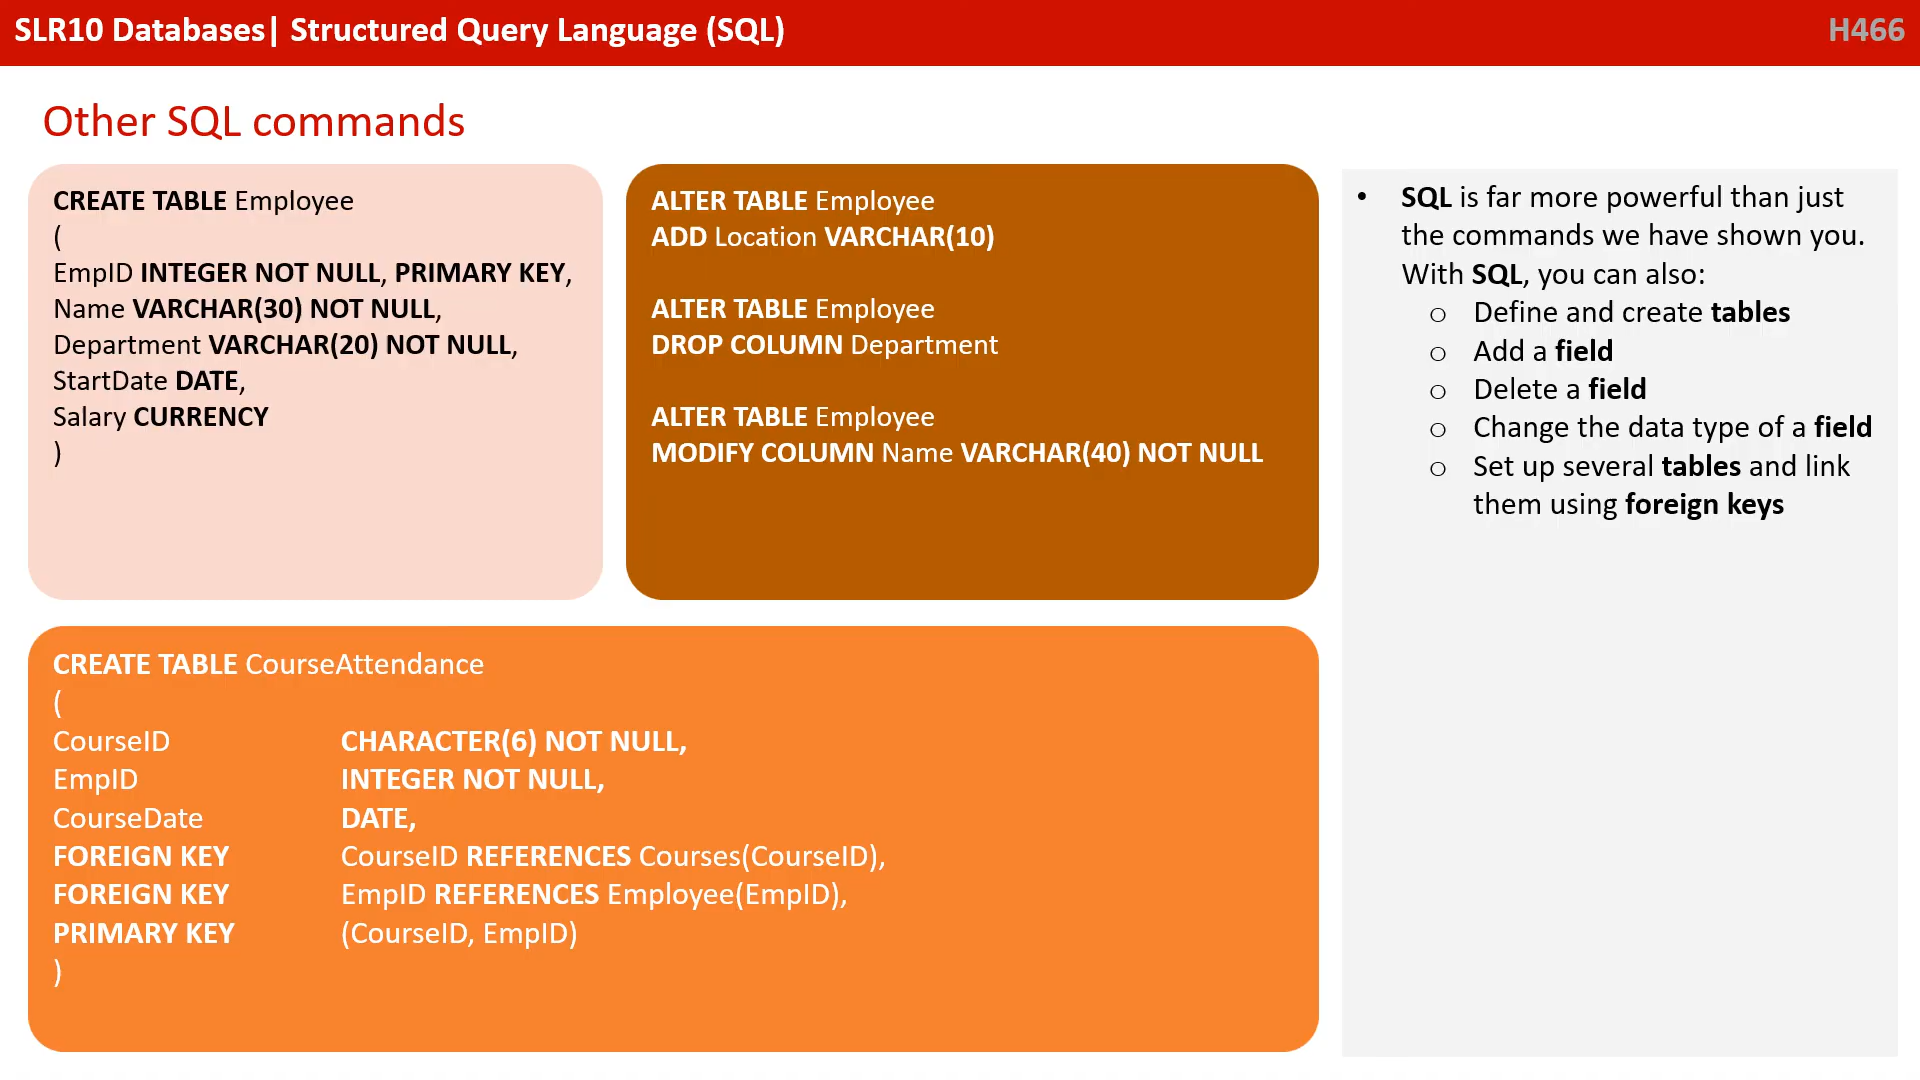 SLR10 Databases| Structured Query Language (SQL)
H466
Other SQL commands
CREATE TABLE Employee
(
EmpID INTEGER NOT NULL, PRIMARY KEY,
Name VARCHAR(30) NOT NULL,
Department VARCHAR(20) NOT NULL,
StartDate DATE,
Salary CURRENCY
)
ALTER TABLE Employee
ADD Location VARCHAR(10)
ALTER TABLE Employee
DROP COLUMN Department
ALTER TABLE Employee
MODIFY COLUMN Name VARCHAR(40) NOT NULL
CREATE TABLE CourseAttendance
(
CourseID CHARACTER(6) NOT NULL,
EmpID INTEGER NOT NULL,
CourseDate DATE,
FOREIGN KEY CourseID REFERENCES Courses(CourseID),
FOREIGN KEY EmpID REFERENCES Employee(EmpID),
PRIMARY KEY (CourseID, EmpID)
)
• SQL is far more powerful than just
the commands we have shown you.
With SQL, you can also:
o Define and create tables
o Add a field
o Delete a field
o Change the data type of a field
o Set up several tables and link
them using foreign keys